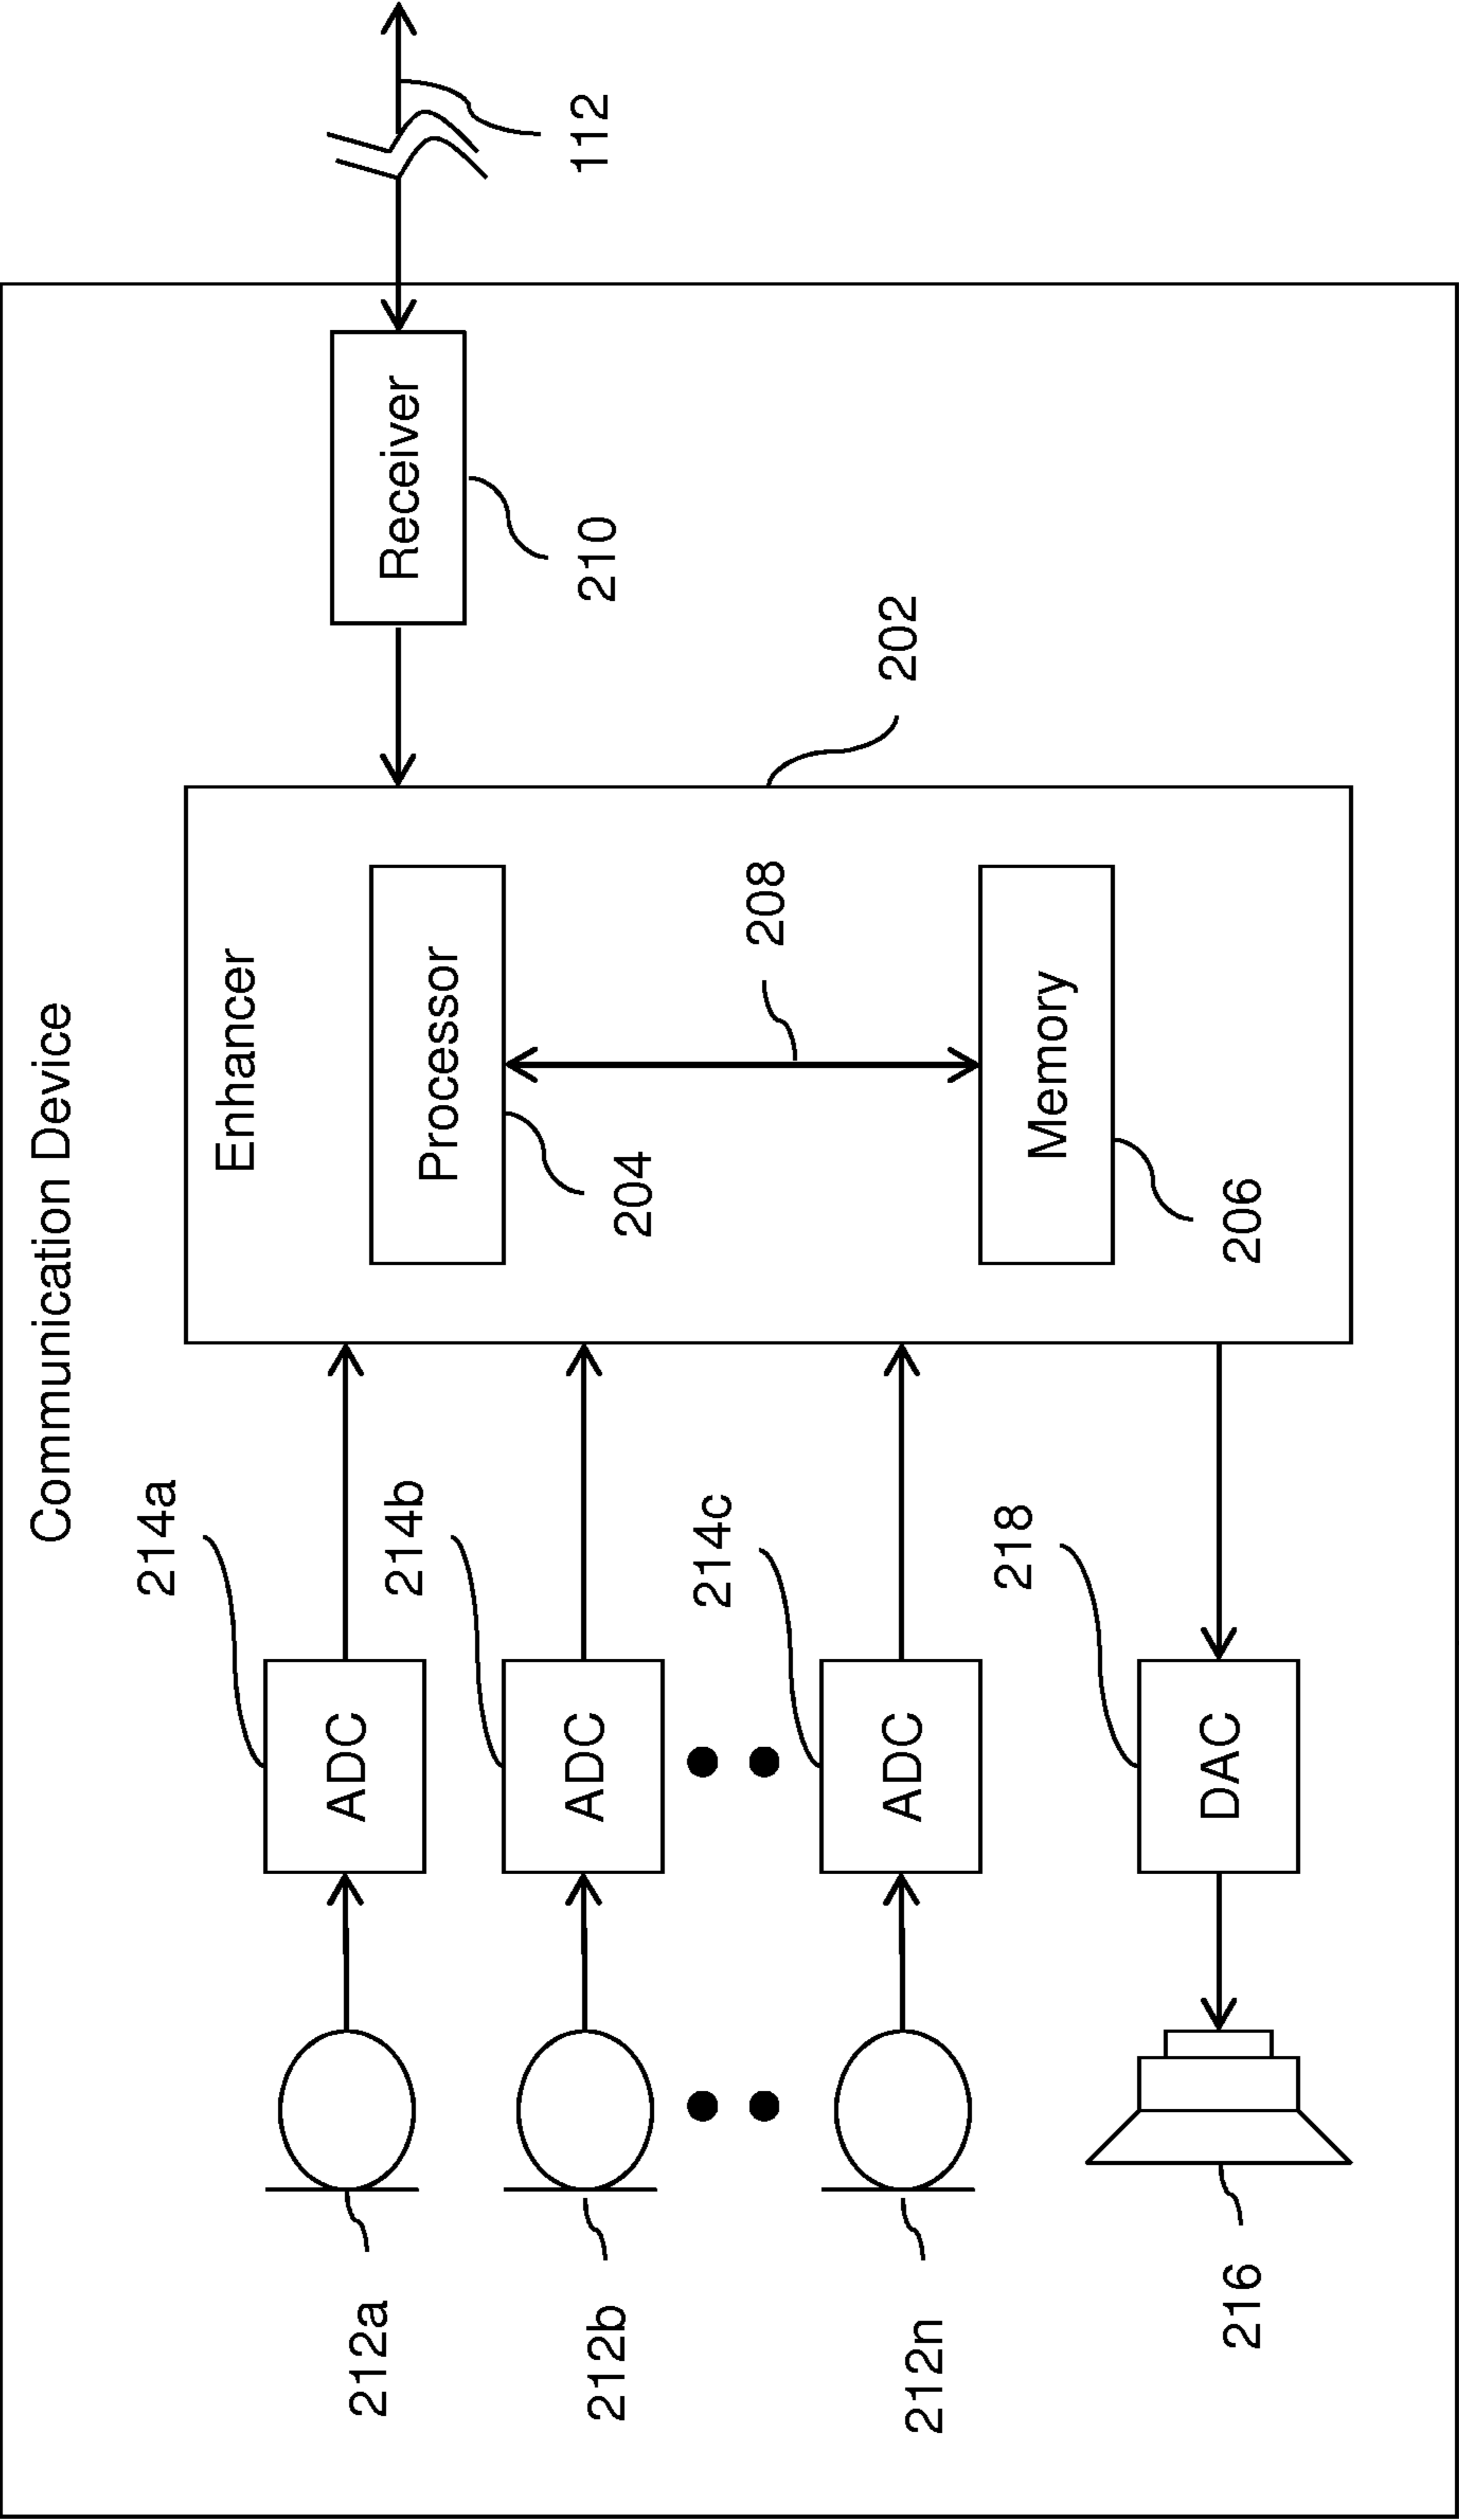 Communication Device
212a
214a
ADC
Enhancer
Receiver
210
112
212b
214b
ADC
Processor
204
208
202
212n
214c
ADC
Memory
206
216
218
DAC